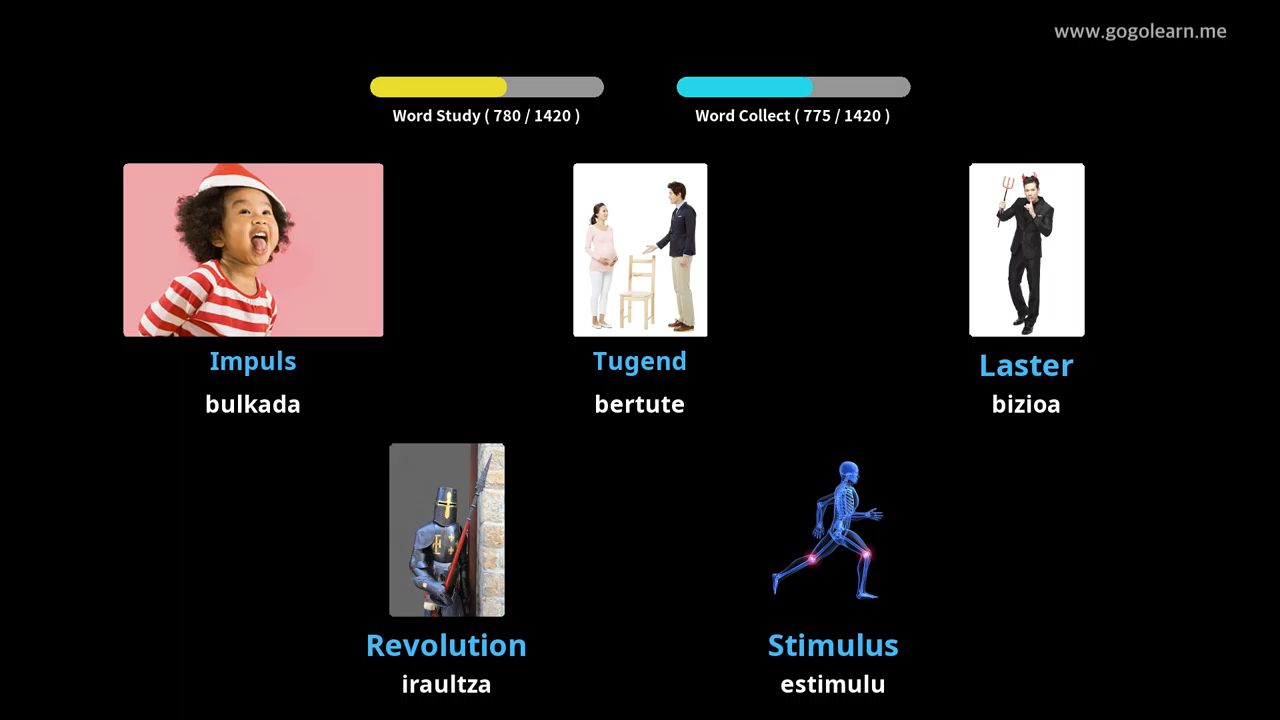 www.gogolearn.me
Word Study ( 780 / 1420 )
Word Collect ( 775 / 1420 )
Impuls
bulkada
Tugend
bertute
Laster
bizioa
Revolution
iraultza
Stimulus
estimulu